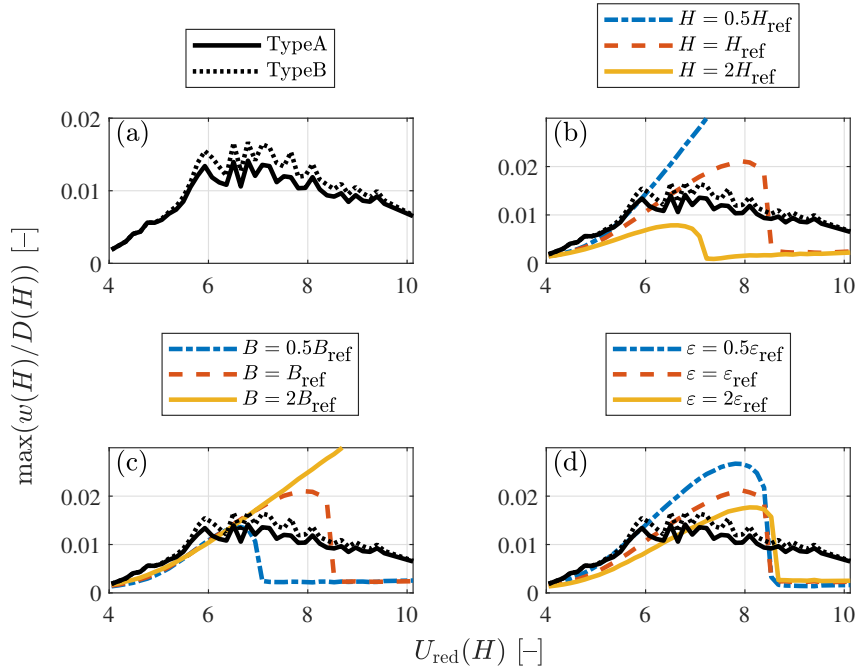 TypeA
TypeB
H = 0.5H_ref
H = H_ref
H = 2H_ref
(a)
0.02
0.01
0
4 6 8 10
(b)
0.02
0.01
0
4 6 8 10
max(w(H)/D(H)) [–]
B = 0.5B_ref
B = B_ref
B = 2B_ref
ε = 0.5ε_ref
ε = ε_ref
ε = 2ε_ref
(c)
0.02
0.01
0
4 6 8 10
(d)
0.02
0.01
0
4 6 8 10
U_red(H) [–]